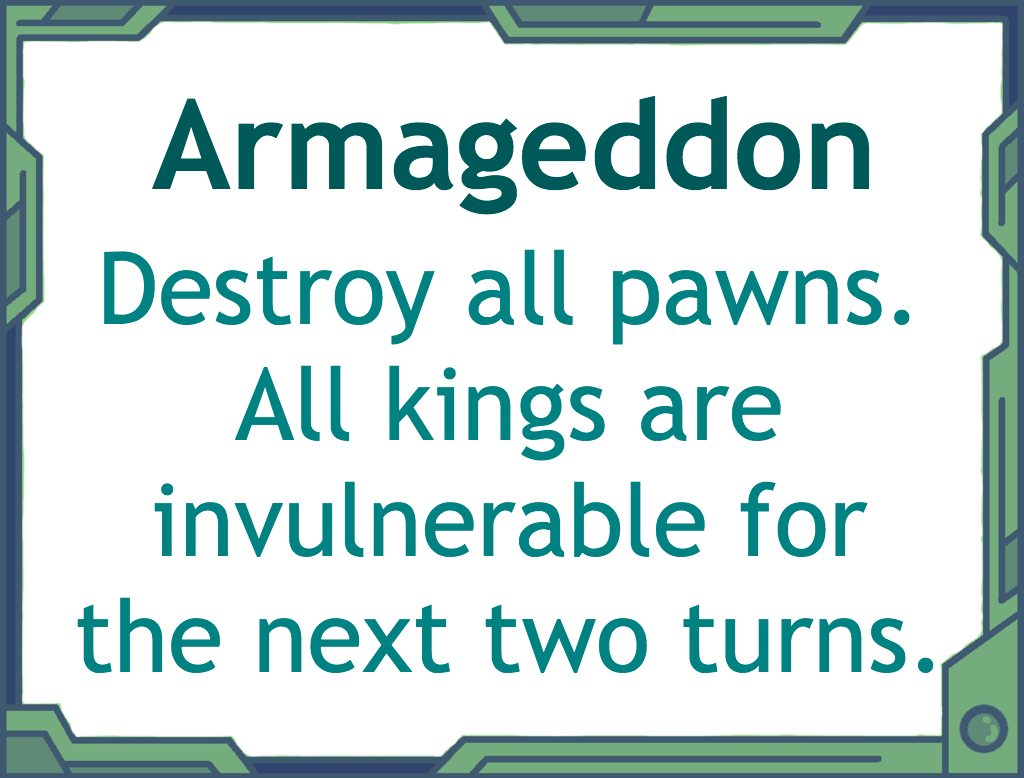 Armageddon
Destroy all pawns.
All kings are
invulnerable for
the next two turns.